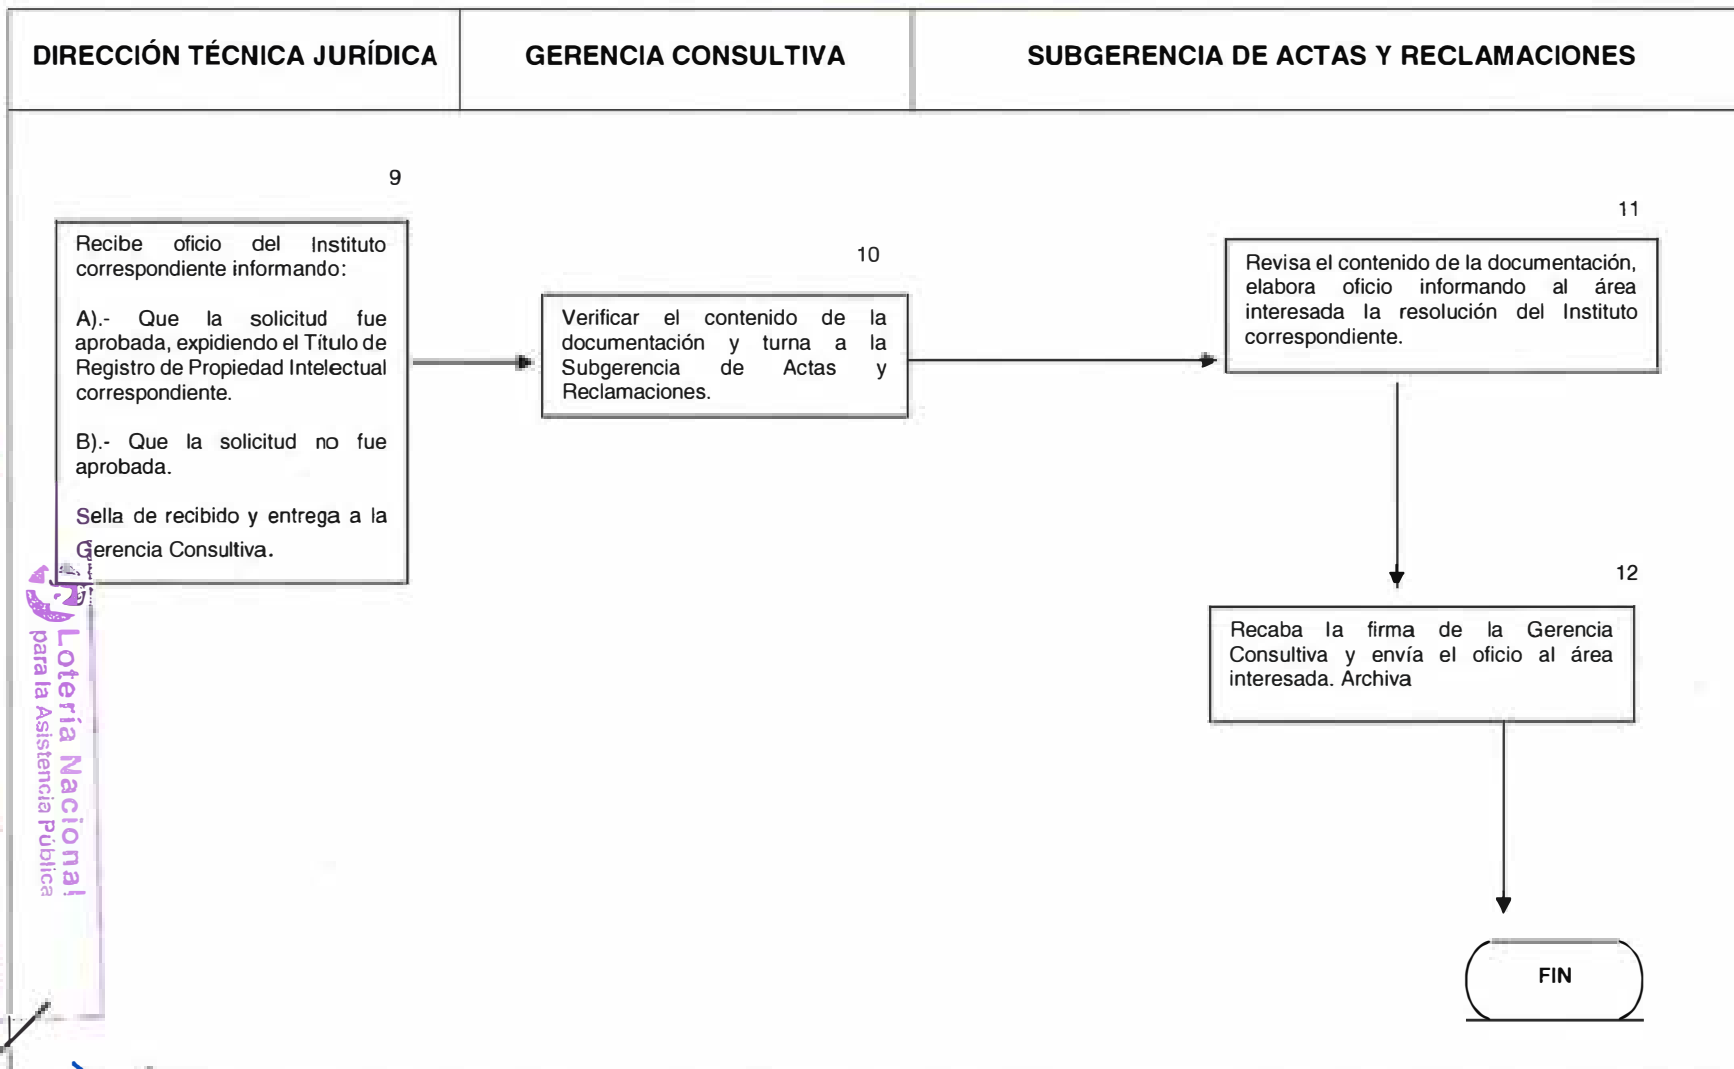 DIRECCIÓN TÉCNICA JURÍDICA
GERENCIA CONSULTIVA
SUBGERENCIA DE ACTAS Y RECLAMACIONES
9
Recibe oficio del Instituto
correspondiente informando:
A).- Que la solicitud fue
aprobada, expidiendo el Título de
Registro de Propiedad Intelectual
correspondiente.
B).- Que la solicitud no fue
aprobada.
Sella de recibido y entrega a la
Gerencia Consultiva.
10
Verificar el contenido de la
documentación y turna a la
Subgerencia de Actas y
Reclamaciones.
11
Revisa el contenido de la documentación,
elabora oficio informando al área
interesada la resolución del Instituto
correspondiente.
12
Recaba la firma de la Gerencia
Consultiva y envía el oficio al área
interesada. Archiva
FIN
Lotería Nacional
para la Asistencia Pública